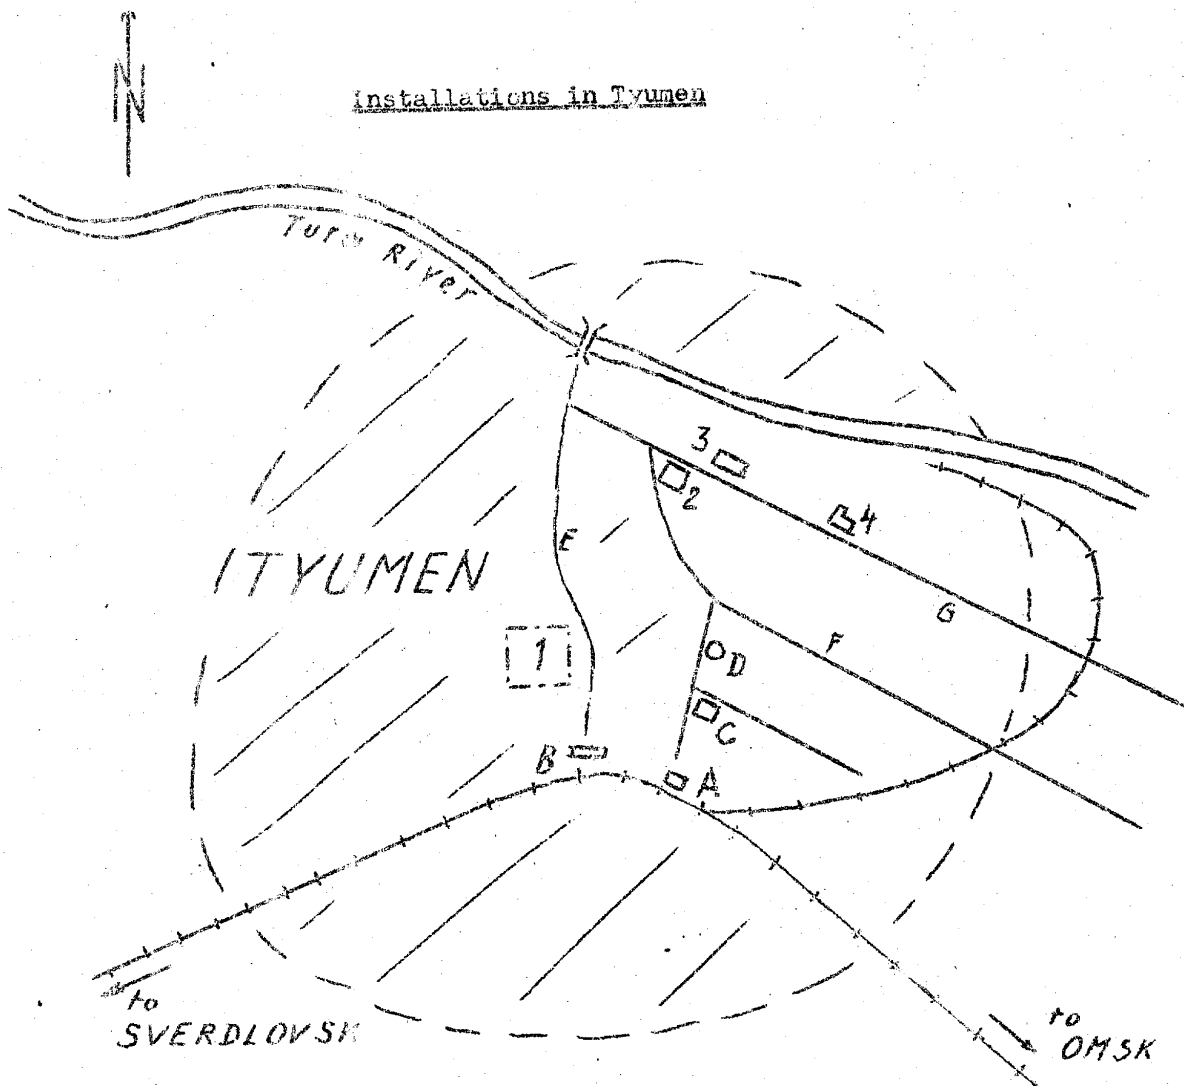 N
Installations in Tyumen
Tura River
3
2
4
E
TYUMEN
G
F
1
D
C
B
A
to
SVERDLOVSK
to
OMSK